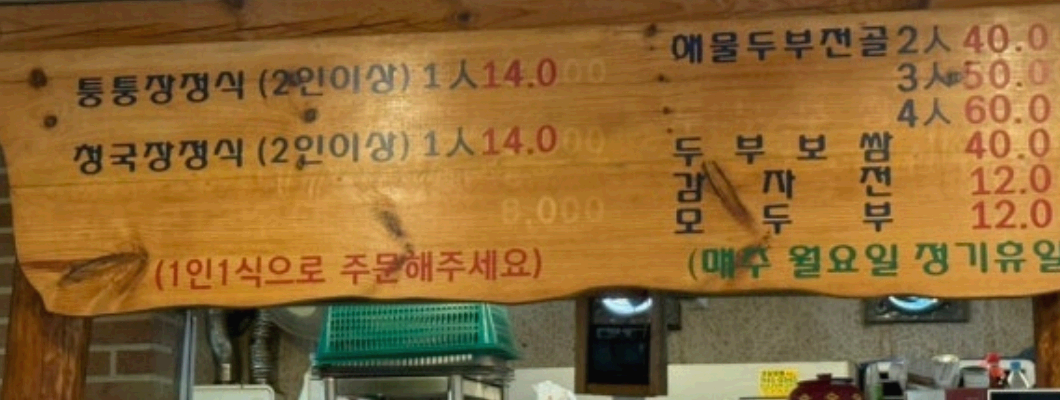 통통장정식 (2인이상) 1人 14.0
청국장정식 (2인이상) 1人 14.0
8,000
(1인1식으로 주문해주세요)
해물두부전골 2人 40.0
3人 50.0
4人 60.0
두 부 보 쌈 40.0
감 자 전 12.0
모 두 부 12.0
(매주 월요일 정기휴일